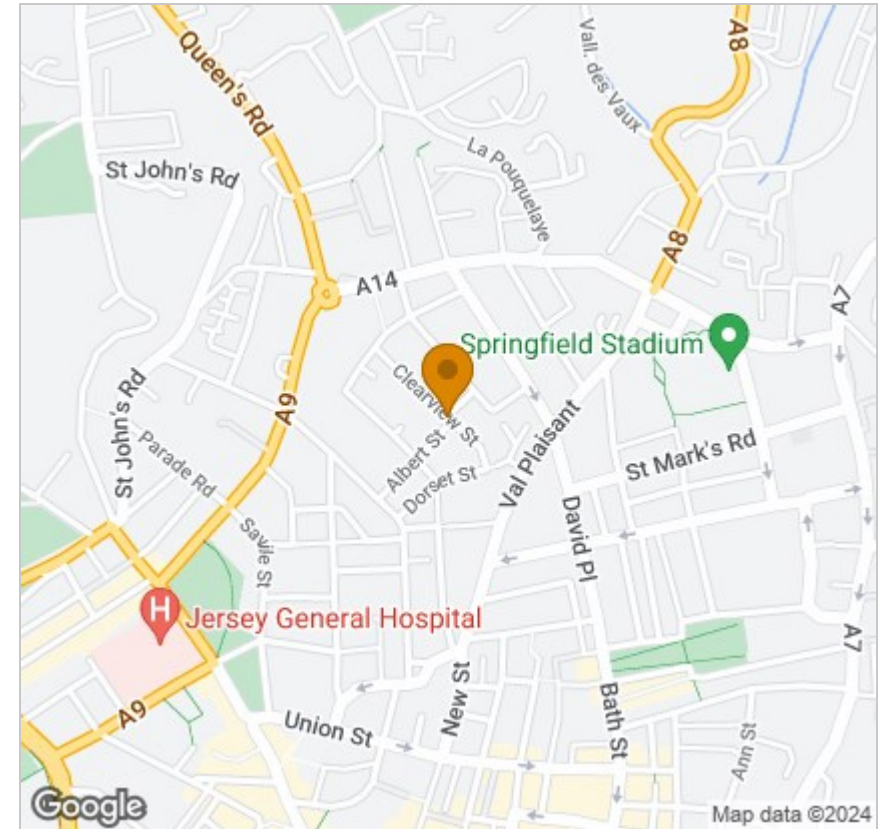 Queen's Rd
Vall. des Vaux
A8
St John's Rd
La Pouquelaye
A8
A14
A7
Springfield Stadium
Clearview St
St John's Rd
A9
Val Plaisant
Albert St
Dorset St
St Mark's Rd
Parade Rd
Savile St
David Pl
H
Jersey General Hospital
A7
New St
Bath St
A9
Union St
Ann St
Google
Map data ©2024